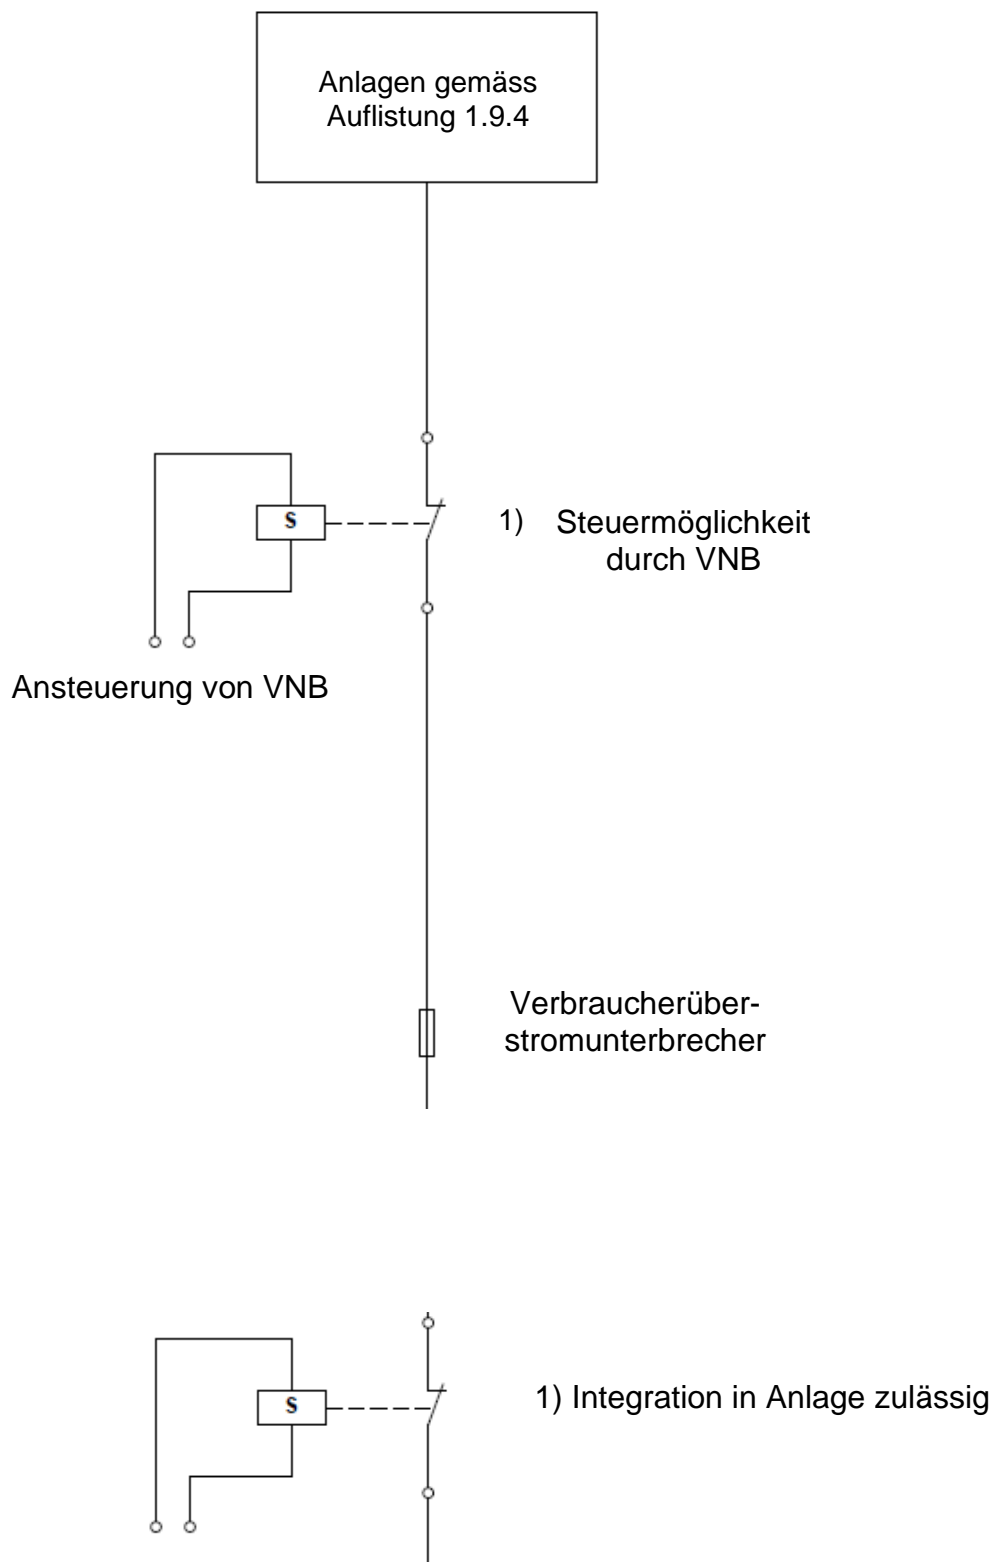 Anlagen gemäss
Auflistung 1.9.4
S
1) Steuermöglichkeit
durch VNB
Ansteuerung von VNB
Verbraucherüber-
stromunterbrecher
S
1) Integration in Anlage zulässig